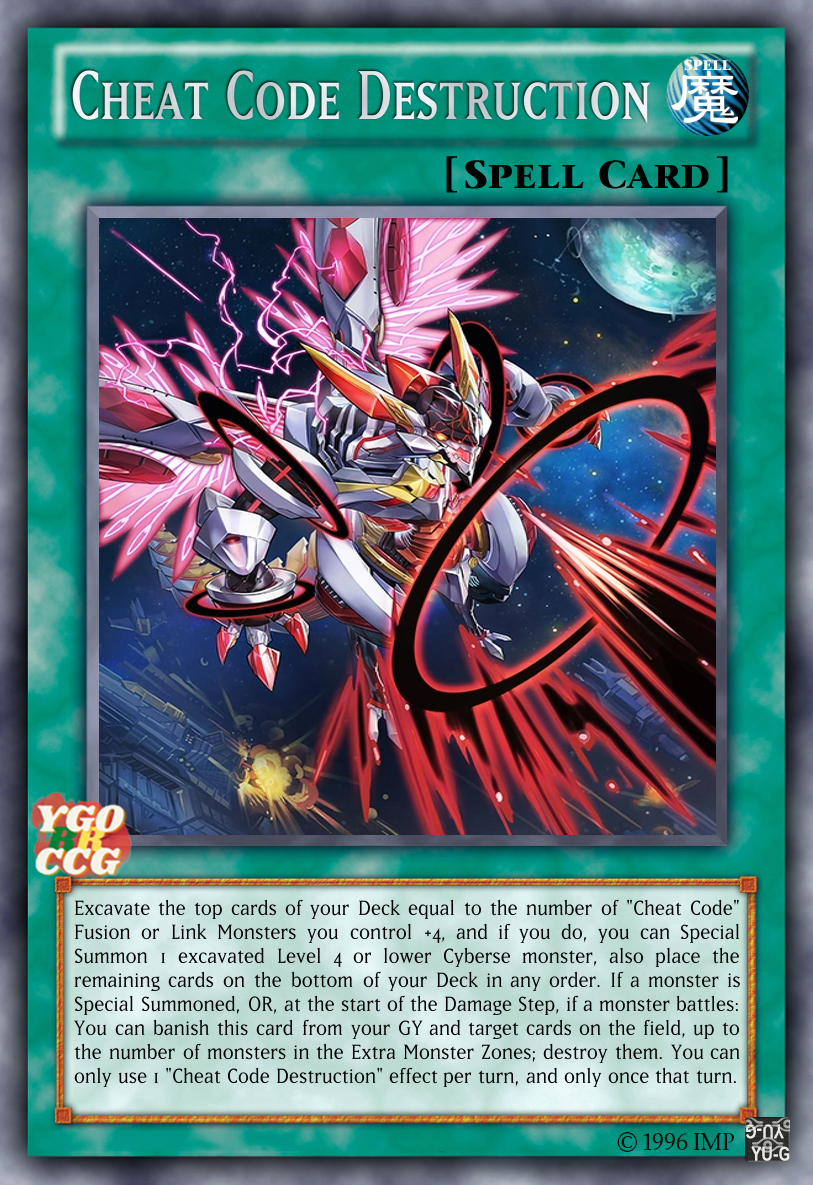 CHEAT CODE DESTRUCTION
SPELL
魔
[SPELL CARD]
YGO
BR
CCG
Excavate the top cards of your Deck equal to the number of "Cheat Code"
Fusion or Link Monsters you control +4, and if you do, you can Special
Summon 1 excavated Level 4 or lower Cyberse monster, also place the
remaining cards on the bottom of your Deck in any order. If a monster is
Special Summoned, OR, at the start of the Damage Step, if a monster battles:
You can banish this card from your GY and target cards on the field, up to
the number of monsters in the Extra Monster Zones; destroy them. You can
only use 1 "Cheat Code Destruction" effect per turn, and only once that turn.
© 1996 IMP
YU-G
YU-G